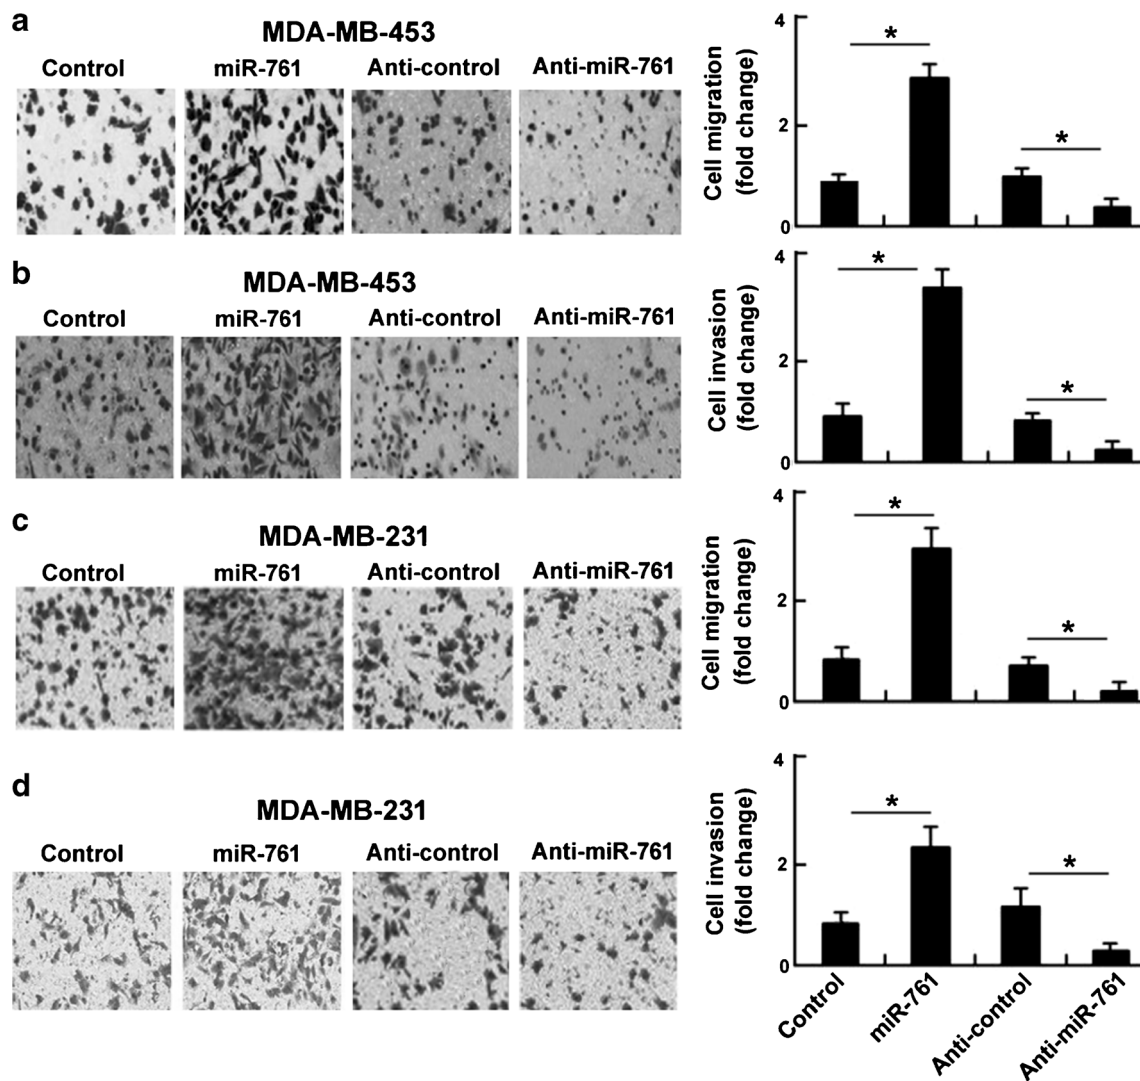 a
MDA-MB-453
Control miR-761 Anti-control Anti-miR-761
Cell migration
(fold change)
4
2
0
*
*
b
MDA-MB-453
Control miR-761 Anti-control Anti-miR-761
Cell invasion
(fold change)
4
2
0
*
*
c
MDA-MB-231
Control miR-761 Anti-control Anti-miR-761
Cell migration
(fold change)
4
2
0
*
*
d
MDA-MB-231
Control miR-761 Anti-control Anti-miR-761
Cell invasion
(fold change)
4
2
0
*
*
Control miR-761 Anti-control Anti-miR-761